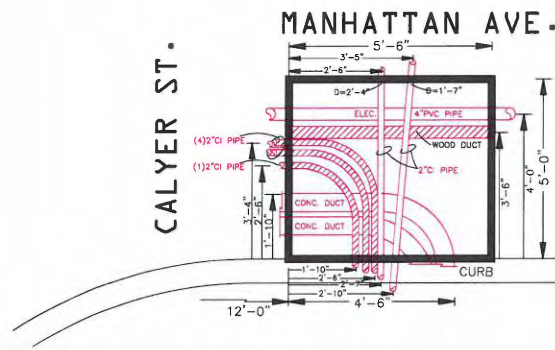 MANHATTAN AVE.
5'-6"
3'-5"
2'-6"
D=2'-4"
D=1'-7"
ELEC.
4"PVC PIPE
WOOD DUCT
(4)2"CI PIPE
(1)2"CI PIPE
2"CI PIPE
CONC. DUCT
CONC. DUCT
CALYER ST.
3'-4"
2'-6"
1'-10"
3'-6"
4'-0"
5'-0"
CURB
1'-10"
2'-6"
2'-7"
2'-10"
12'-0"
4'-6"